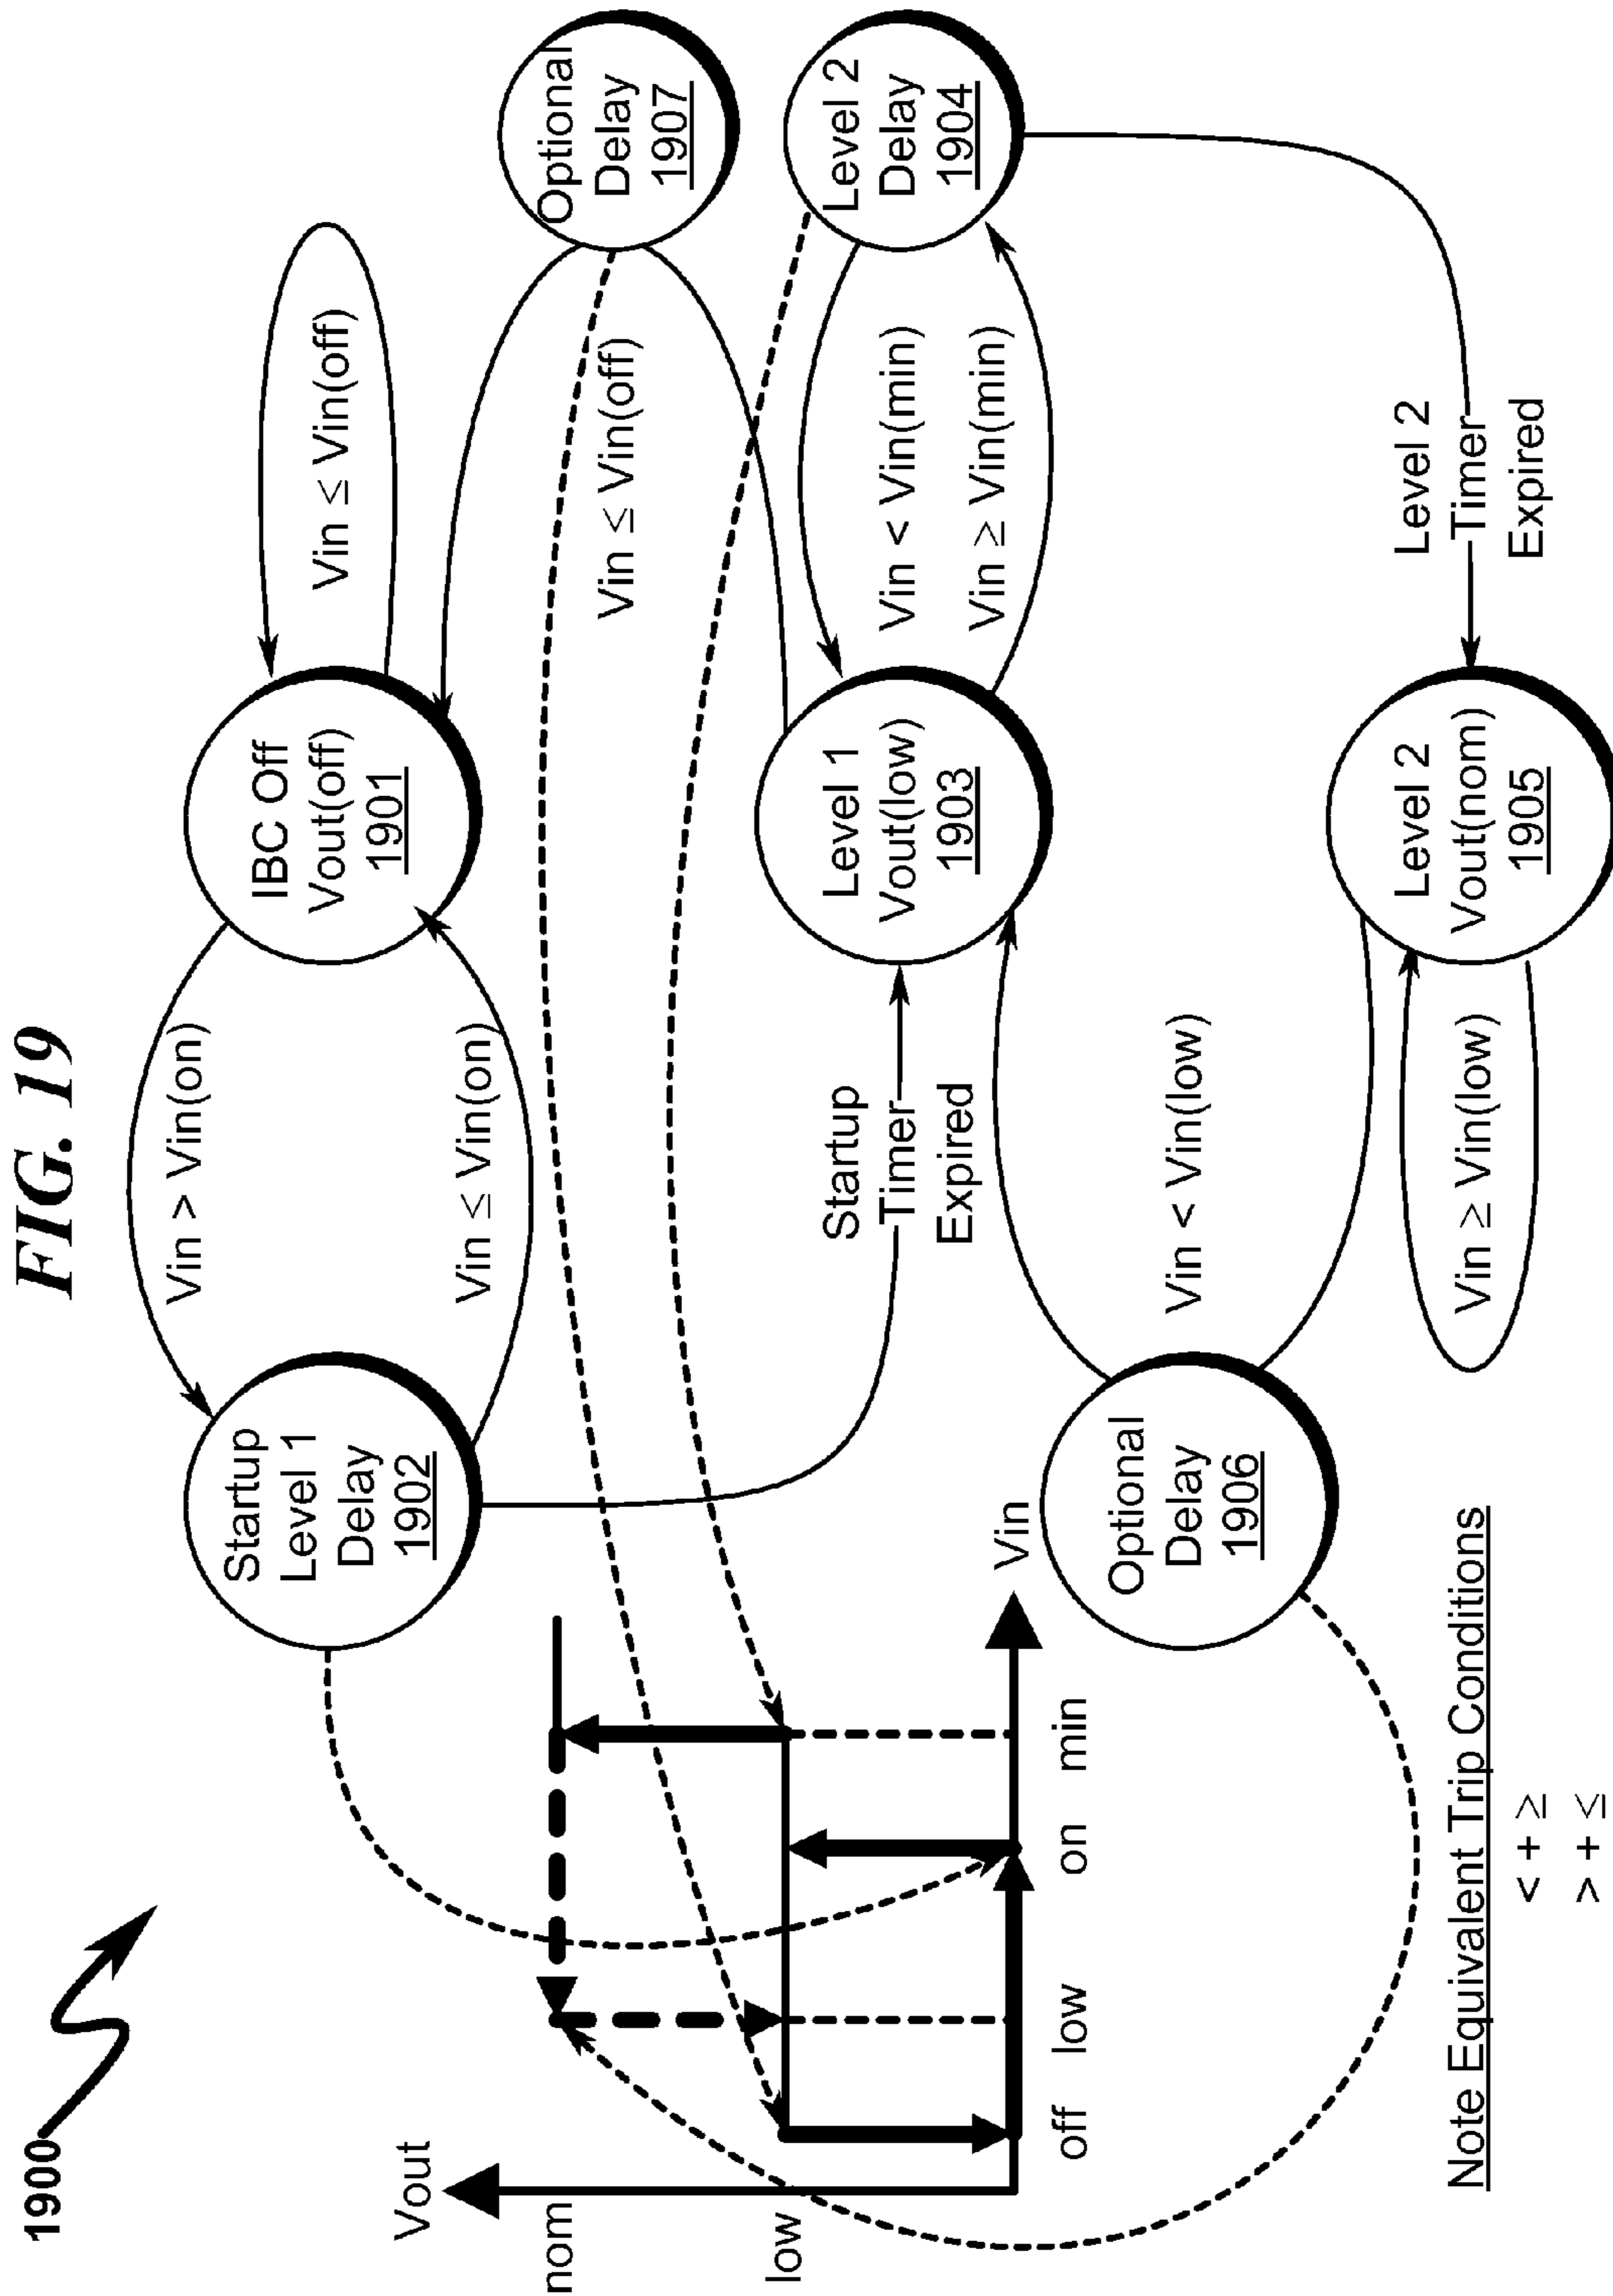 FIG. 19
1900
Startup
Level 1
Delay
1902
Vin > Vin(on)
Vin ≤ Vin(on)
IBC Off
Vout(off)
1901
Vin ≤ Vin(off)
Optional
Delay
1907
Vin ≤ Vin(off)
Startup
Timer
Expired
Level 1
Vout(low)
1903
Vin < Vin(min)
Vin ≥ Vin(min)
Level 2
Delay
1904
Vout
nom
low
off
low
on
min
Vin
Optional
Delay
1906
Vin < Vin(low)
Vin ≥ Vin(low)
Level 2
Vout(nom)
1905
Level 2
Timer
Expired
Note Equivalent Trip Conditions
< + ≥
> + ≤